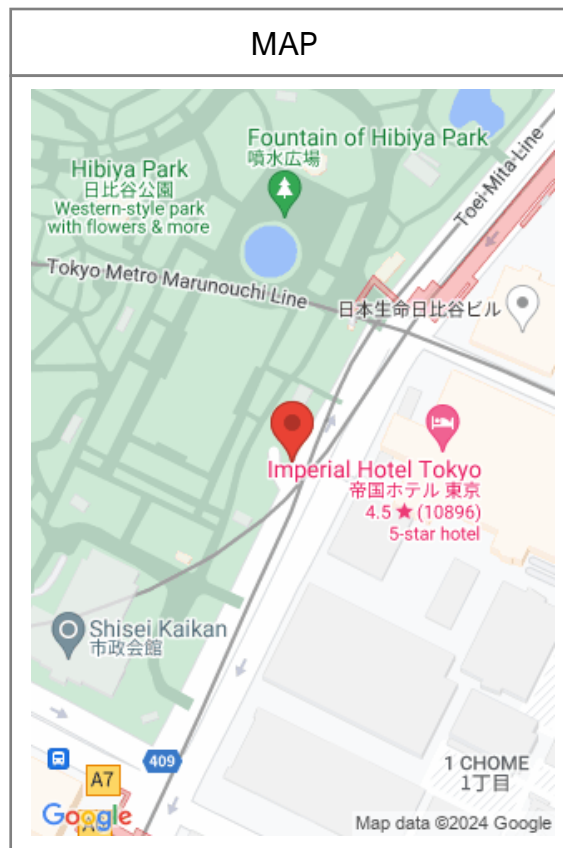 MAP
Fountain of Hibiya Park
噴水広場
Hibiya Park
日比谷公園
Western-style park
with flowers & more
Toei Mita Line
Tokyo Metro Marunouchi Line
日本生命日比谷ビル
Imperial Hotel Tokyo
帝国ホテル 東京
4.5 ★ (10896)
5-star hotel
Shisei Kaikan
市政会館
409
1 CHOME
1丁目
A7
Google
Map data ©2024 Google